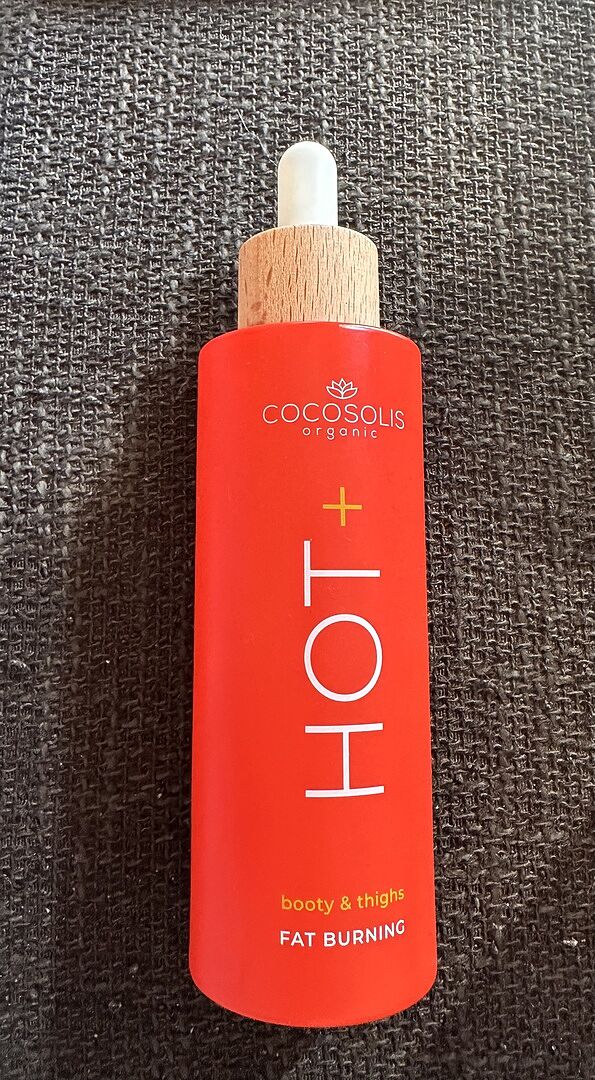 COCOSOLIS
organic
HOT+
booty & thighs
FAT BURNING